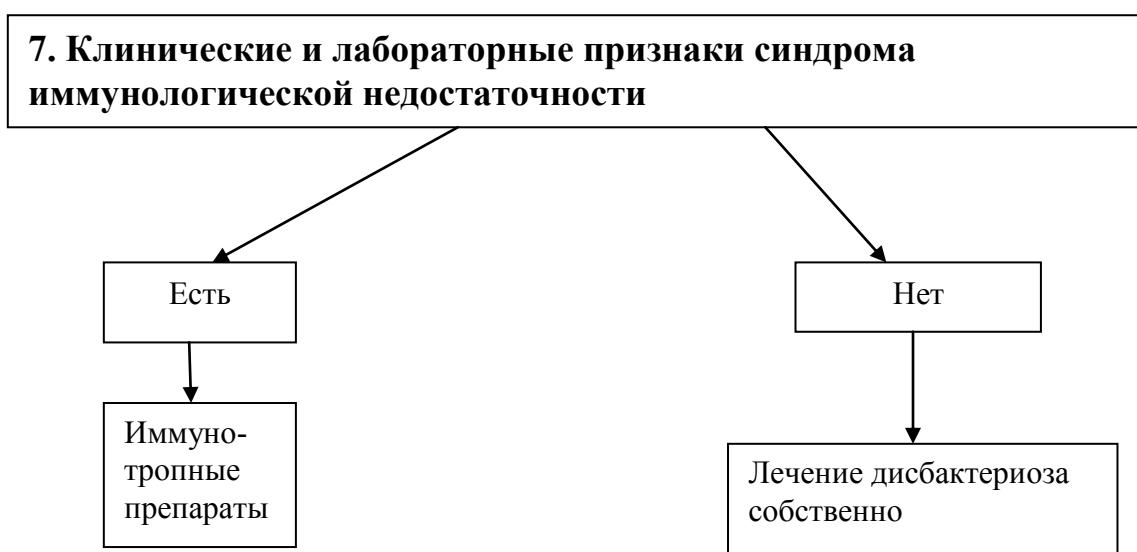 7. Клинические и лабораторные признаки синдрома
иммунологической недостаточности
Есть
Нет
Иммуно-
тропные
препараты
Лечение дисбактериоза
собственно